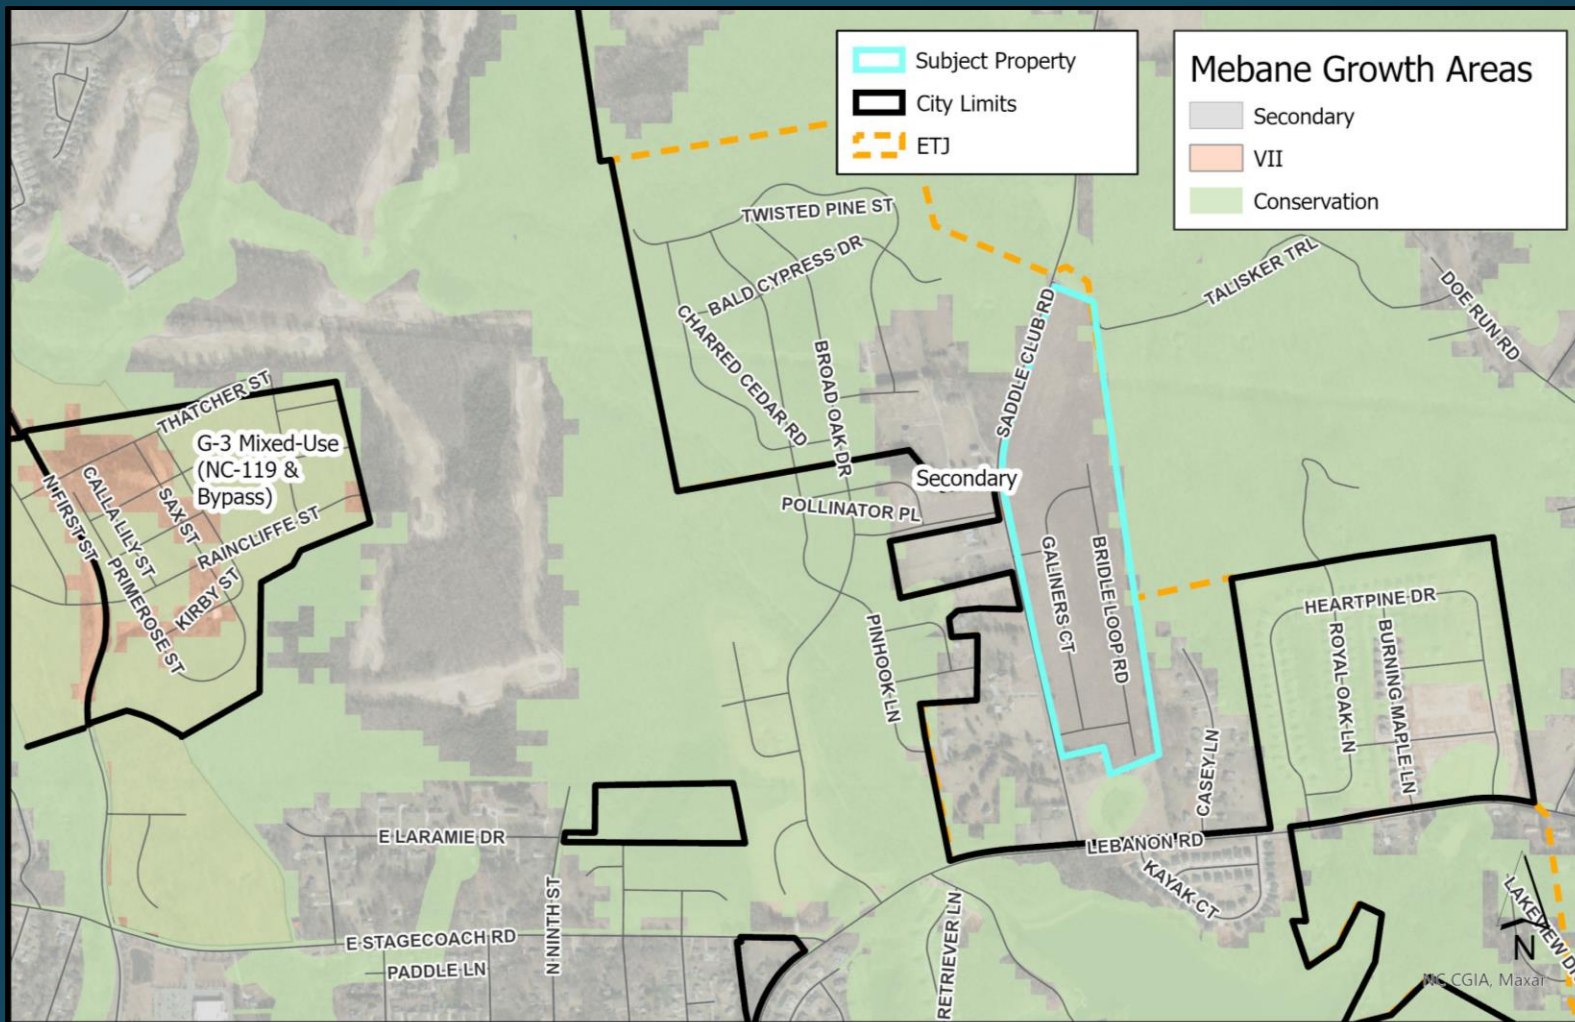 Subject Property
City Limits
ETJ
Mebane Growth Areas
Secondary
VII
Conservation
TWISTED PINE ST
BALD CYPRESS DR
CHARRED CEDAR RD
BROAD OAK DR
SADDLE CLUB RD
TALISKER TRL
DOE RUN RD
THATCHER ST
G-3 Mixed-Use
(NC-119 &
Bypass)
N FIRST ST
CALLA LILY ST
SAX ST
RAINCLIFFE ST
PRIMEROSE ST
KIRBY ST
Secondary
POLLINATOR PL
GALINERS CT
BRIDLE LOOP RD
PINHOOK LN
HEARTPINE DR
ROYAL OAK LN
BURNING MAPLE LN
CASEY LN
E LARAMIE DR
LEBANON RD
KAYAK CT
N NINTH ST
E STAGECOACH RD
PADDLE LN
RETRIEVER LN
LAKEVIEW DR
N
NC CGIA, Maxar